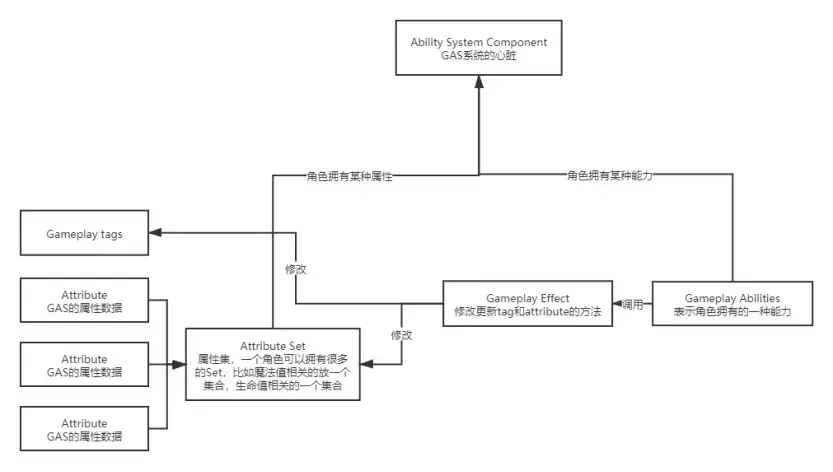 Ability System Component
GAS系统的心脏
角色拥有某种属性
角色拥有某种能力
Gameplay tags
修改
Attribute
GAS的属性数据
Gameplay Effect
修改更新tag和attribute的方法
调用
Gameplay Abilities
表示角色拥有的一种能力
修改
Attribute Set
属性集，一个角色可以拥有很多
的Set，比如魔法值相关的放一个
集合，生命值相关的一个集合
Attribute
GAS的属性数据
Attribute
GAS的属性数据